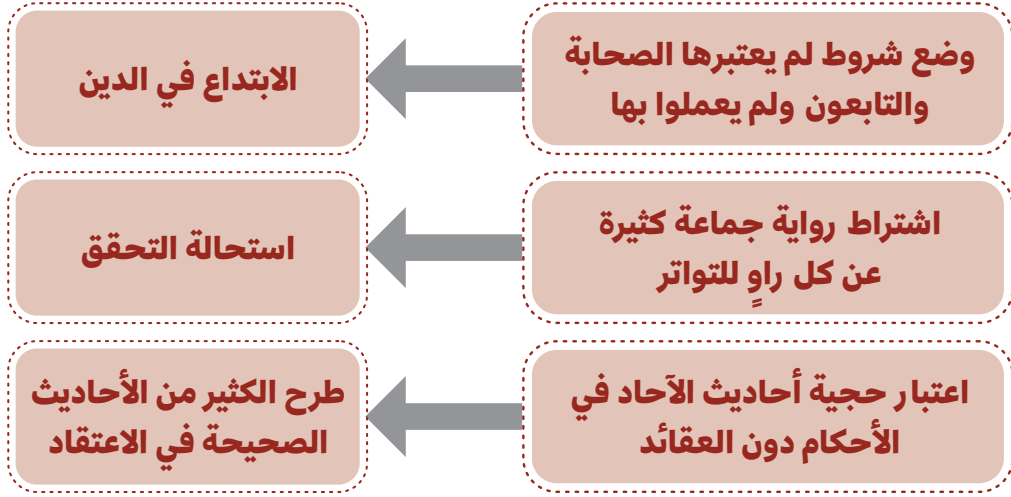 وضع شروط لم يعتبرها الصحابة
والتابعون ولم يعملوا بها
الابتداع في الدين
اشتراط رواية جماعة كثيرة
عن كل راوٍ للتواتر
استحالة التحقق
اعتبار حجية أحاديث الآحاد في
الأحكام دون العقائد
طرح الكثير من الأحاديث
الصحيحة في الاعتقاد